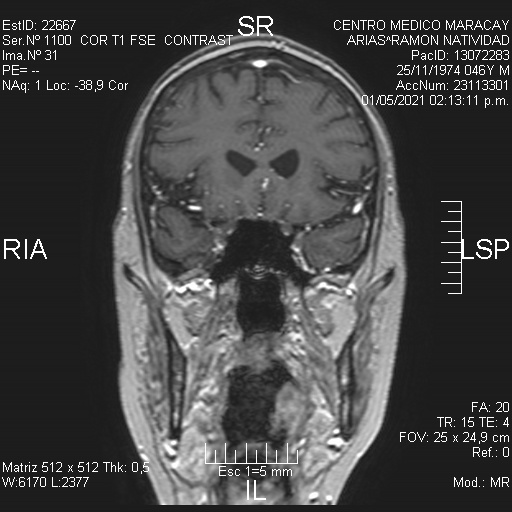 EstID: 22667
Ser.Nº 1100 COR T1 FSE CONTRAST
Ima.Nº 31
PE= --
NAq: 1 Loc: -38,9 Cor
SR
CENTRO MEDICO MARACAY
ARIAS^RAMON NATIVIDAD
PacID: 13072283
25/11/1974 046Y M
AccNum: 23113301
01/05/2021 02:13:11 p.m.
RIA
LSP
FA: 20
TR: 15 TE: 4
FOV: 25 x 24,9 cm
Ref.: 0
Matriz 512 x 512 Thk: 0,5
W:6170 L:2377
Esc 1=5 mm
IL
Mod.: MR